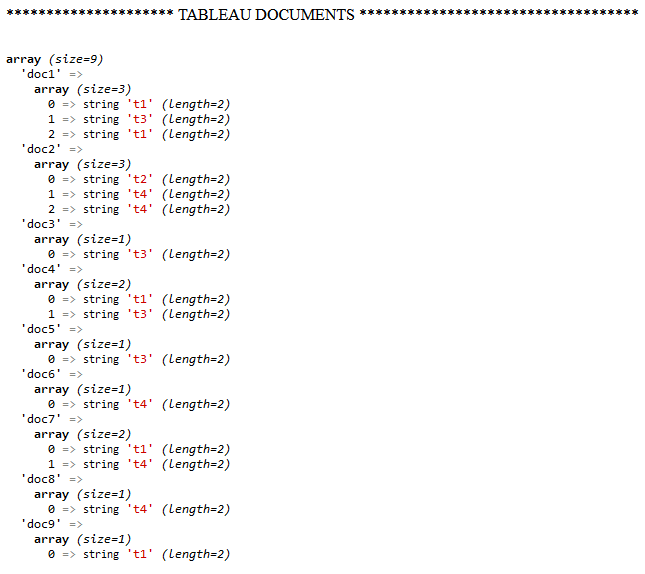 ********************* TABLEAU DOCUMENTS ***********************************
array (size=9)
  'doc1' =>
    array (size=3)
      0 => string 't1' (length=2)
      1 => string 't3' (length=2)
      2 => string 't1' (length=2)
  'doc2' =>
    array (size=3)
      0 => string 't2' (length=2)
      1 => string 't4' (length=2)
      2 => string 't4' (length=2)
  'doc3' =>
    array (size=1)
      0 => string 't3' (length=2)
  'doc4' =>
    array (size=2)
      0 => string 't1' (length=2)
      1 => string 't3' (length=2)
  'doc5' =>
    array (size=1)
      0 => string 't3' (length=2)
  'doc6' =>
    array (size=1)
      0 => string 't4' (length=2)
  'doc7' =>
    array (size=2)
      0 => string 't1' (length=2)
      1 => string 't4' (length=2)
  'doc8' =>
    array (size=1)
      0 => string 't4' (length=2)
  'doc9' =>
    array (size=1)
      0 => string 't1' (length=2)